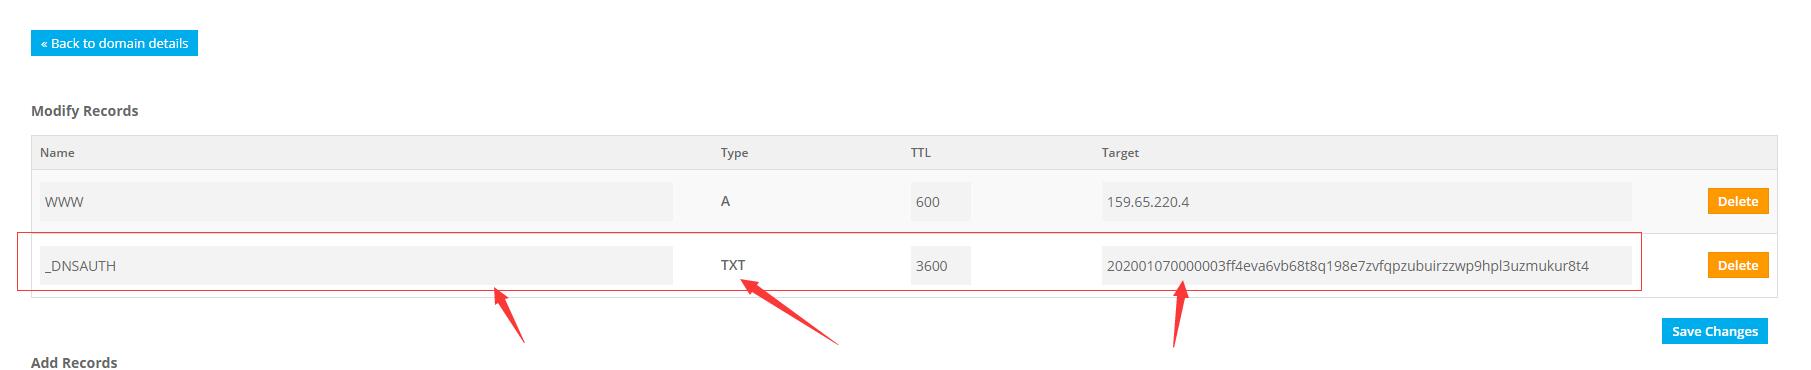 « Back to domain details
Modify Records
Name Type TTL Target
WWW A 600 159.65.220.4 Delete
_DNSAUTH TXT 3600 202001070000003ff4eva6vb68t8q198e7zvfqpzubuirzzwp9hpl3uzmukur8t4 Delete
Save Changes
Add Records